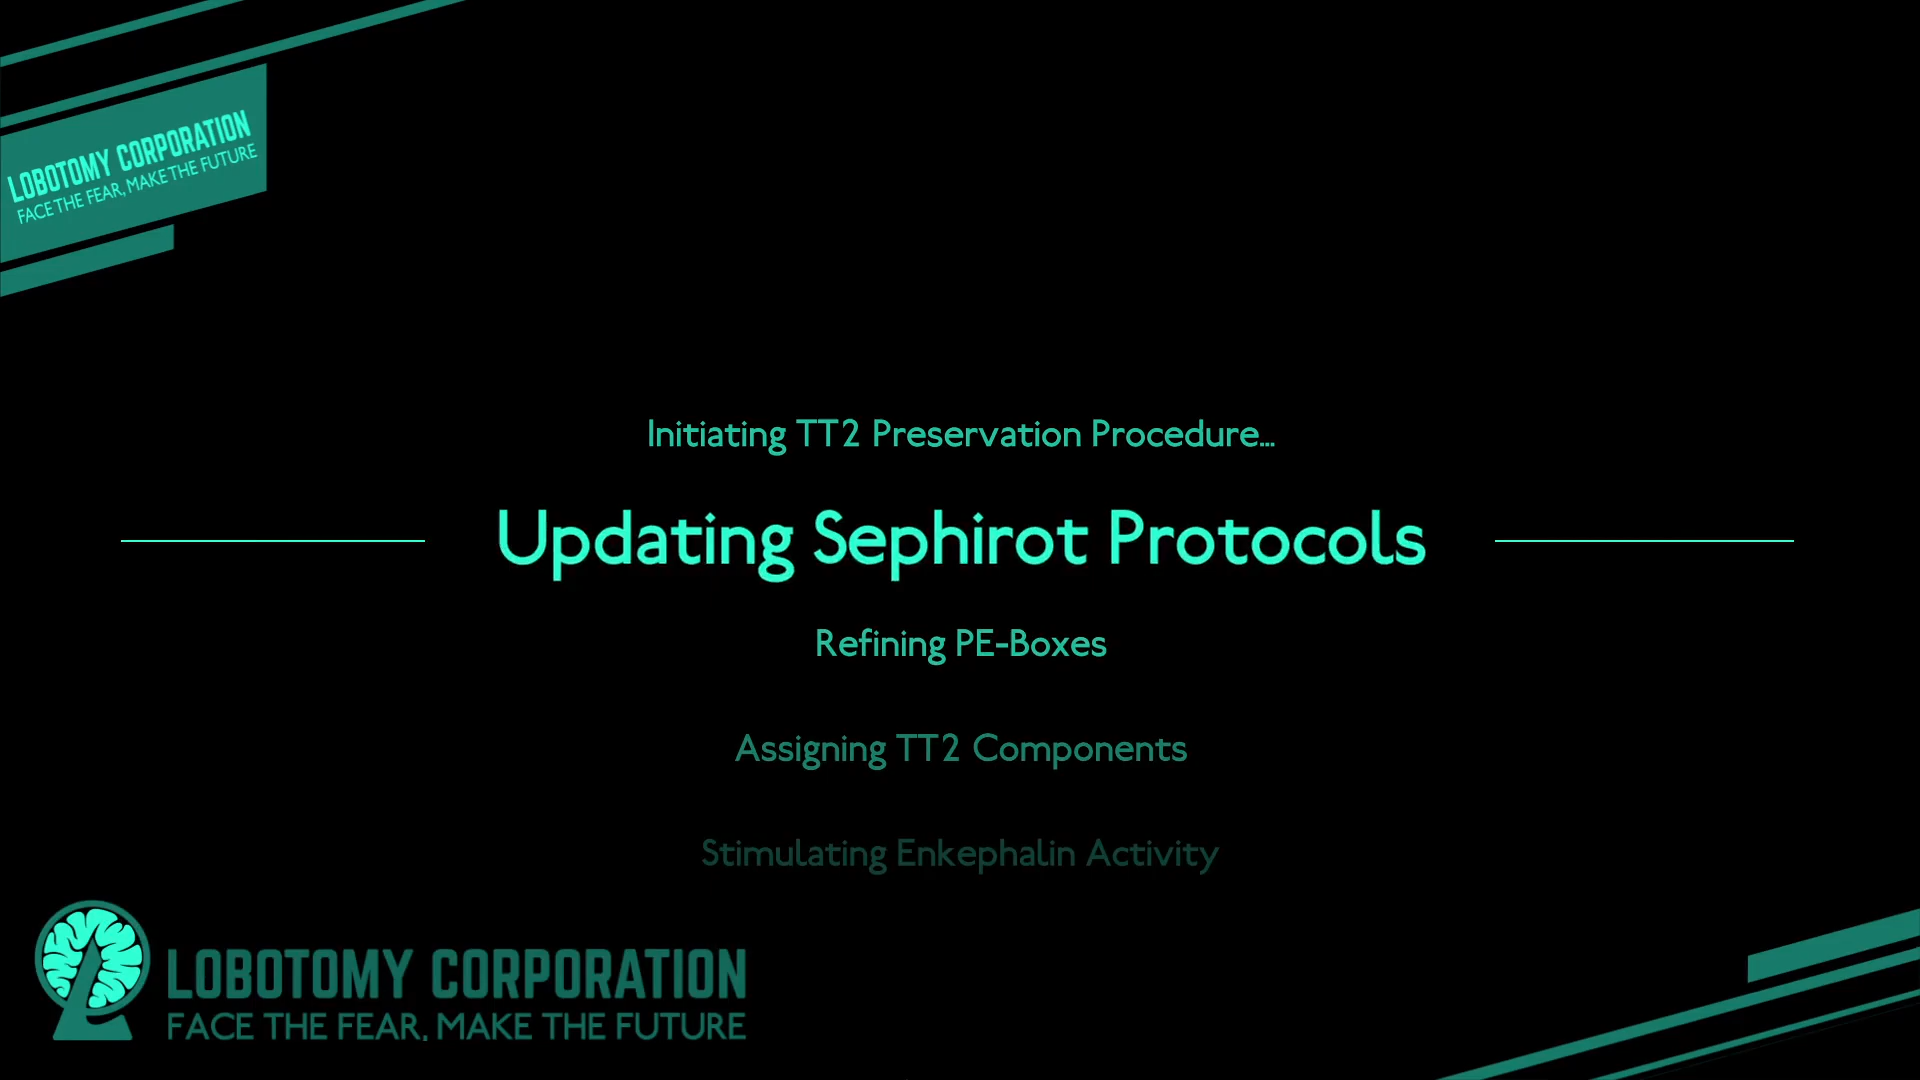 LOBOTOMY CORPORATION
FACE THE FEAR, MAKE THE FUTURE
Initiating TT2 Preservation Procedure...
Updating Sephirot Protocols
Refining PE-Boxes
Assigning TT2 Components
Stimulating Enkephalin Activity
LOBOTOMY CORPORATION
FACE THE FEAR, MAKE THE FUTURE